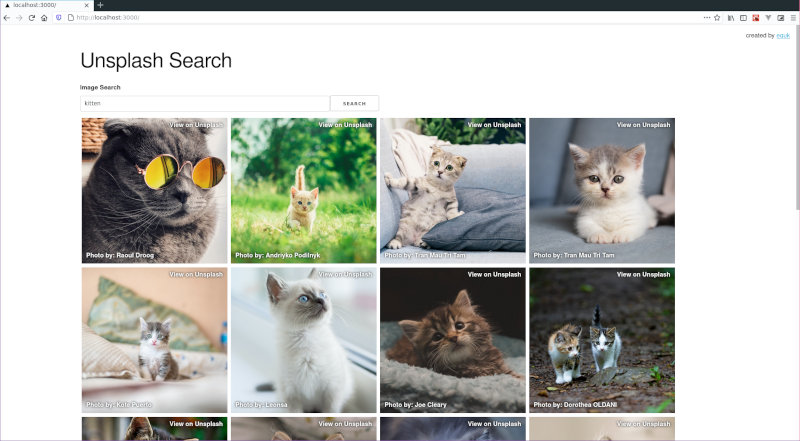 localhost:3000/
http://localhost:3000/
created by equk
Unsplash Search
Image Search
kitten
SEARCH
View on Unsplash
View on Unsplash
View on Unsplash
View on Unsplash
Photo by: Raoul Droog
Photo by: Andriyko Podilnyk
Photo by: Tran Mau Tri Tam
Photo by: Tran Mau Tri Tam
View on Unsplash
View on Unsplash
View on Unsplash
View on Unsplash
Photo by: Kote Puerto
Photo by: Leonsa
Photo by: Joe Cleary
Photo by: Dorothea OLDANI
View on Unsplash
View on Unsplash
View on Unsplash
View on Unsplash